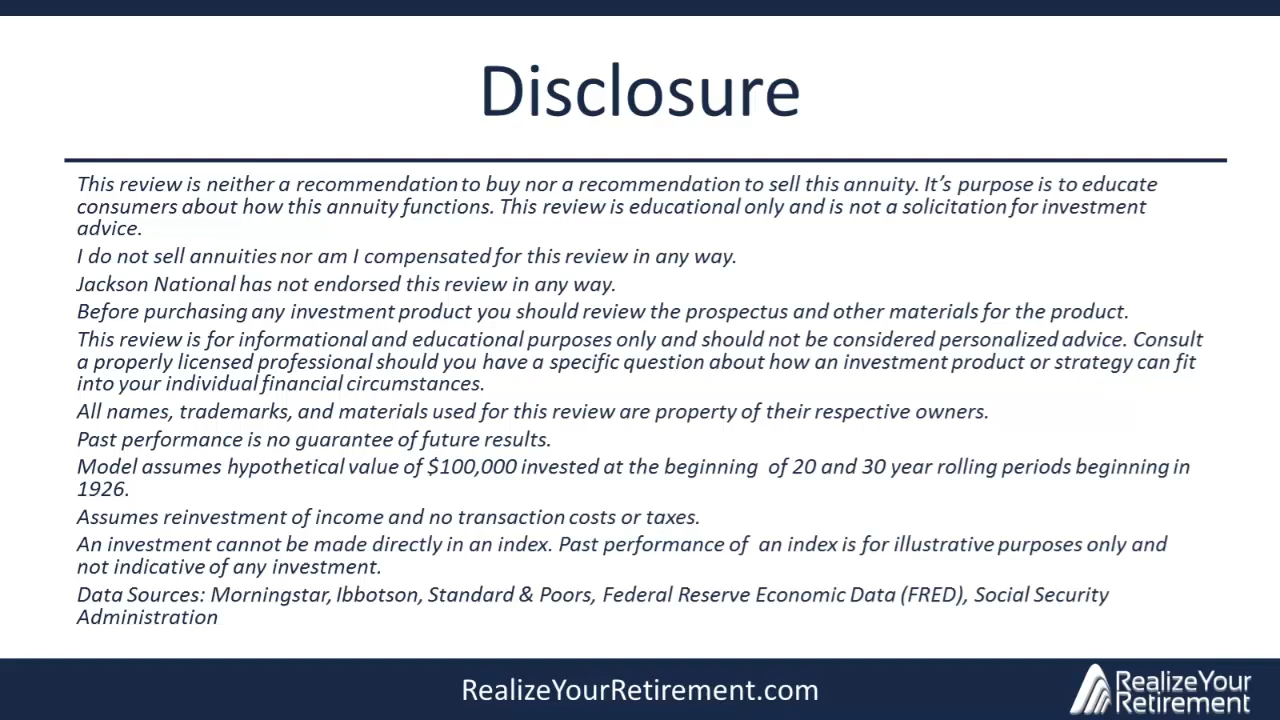 Disclosure
This review is neither a recommendation to buy nor a recommendation to sell this annuity. It’s purpose is to educate
consumers about how this annuity functions. This review is educational only and is not a solicitation for investment
advice.
I do not sell annuities nor am I compensated for this review in any way.
Jackson National has not endorsed this review in any way.
Before purchasing any investment product you should review the prospectus and other materials for the product.
This review is for informational and educational purposes only and should not be considered personalized advice. Consult
a properly licensed professional should you have a specific question about how an investment product or strategy can fit
into your individual financial circumstances.
All names, trademarks, and materials used for this review are property of their respective owners.
Past performance is no guarantee of future results.
Model assumes hypothetical value of $100,000 invested at the beginning of 20 and 30 year rolling periods beginning in
1926.
Assumes reinvestment of income and no transaction costs or taxes.
An investment cannot be made directly in an index. Past performance of an index is for illustrative purposes only and
not indicative of any investment.
Data Sources: Morningstar, Ibbotson, Standard & Poors, Federal Reserve Economic Data (FRED), Social Security
Administration
RealizeYourRetirement.com
RealizeYour
Retirement